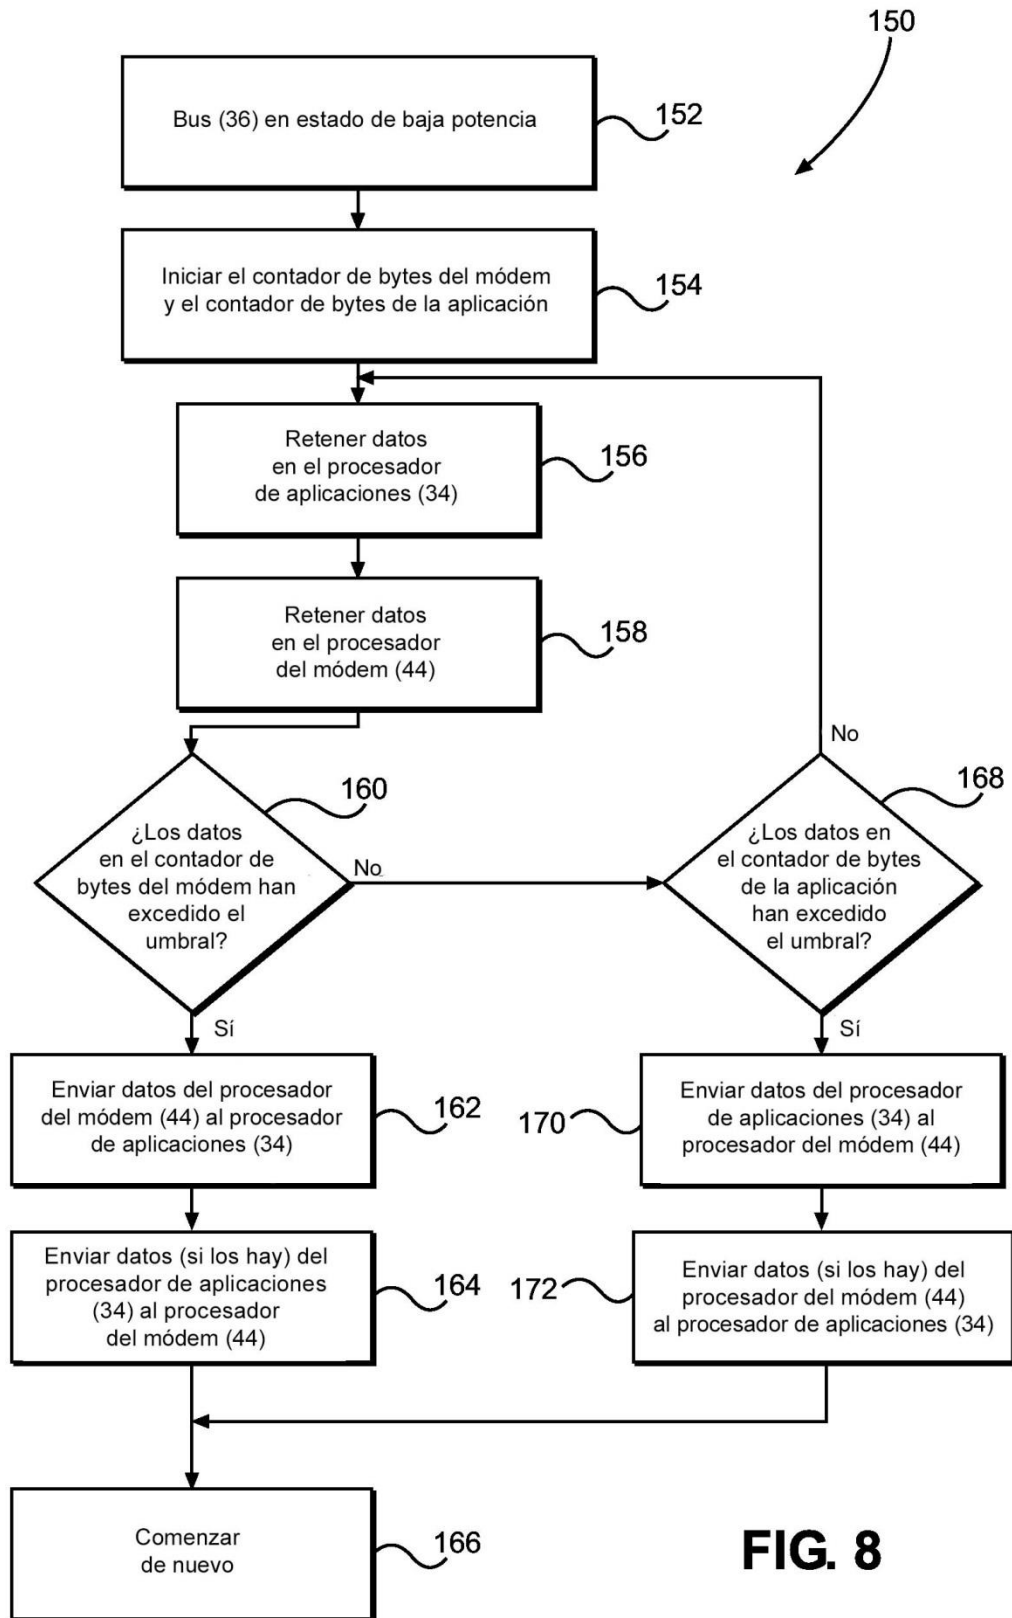 150
Bus (36) en estado de baja potencia
152
Iniciar el contador de bytes del módem
y el contador de bytes de la aplicación
154
Retener datos
en el procesador
de aplicaciones (34)
156
Retener datos
en el procesador
del módem (44)
158
¿Los datos
en el contador de
bytes del módem han
excedido el
umbral?
160
No
Sí
¿Los datos en
el contador de bytes
de la aplicación
han excedido
el umbral?
168
No
Sí
Enviar datos del procesador
del módem (44) al procesador
de aplicaciones (34)
162
170
Enviar datos del procesador
de aplicaciones (34) al
procesador del módem (44)
Enviar datos (si los hay) del
procesador de aplicaciones
(34) al procesador
del módem (44)
164
172
Enviar datos (si los hay) del
procesador del módem (44)
al procesador de aplicaciones (34)
Comenzar
de nuevo
166
FIG. 8